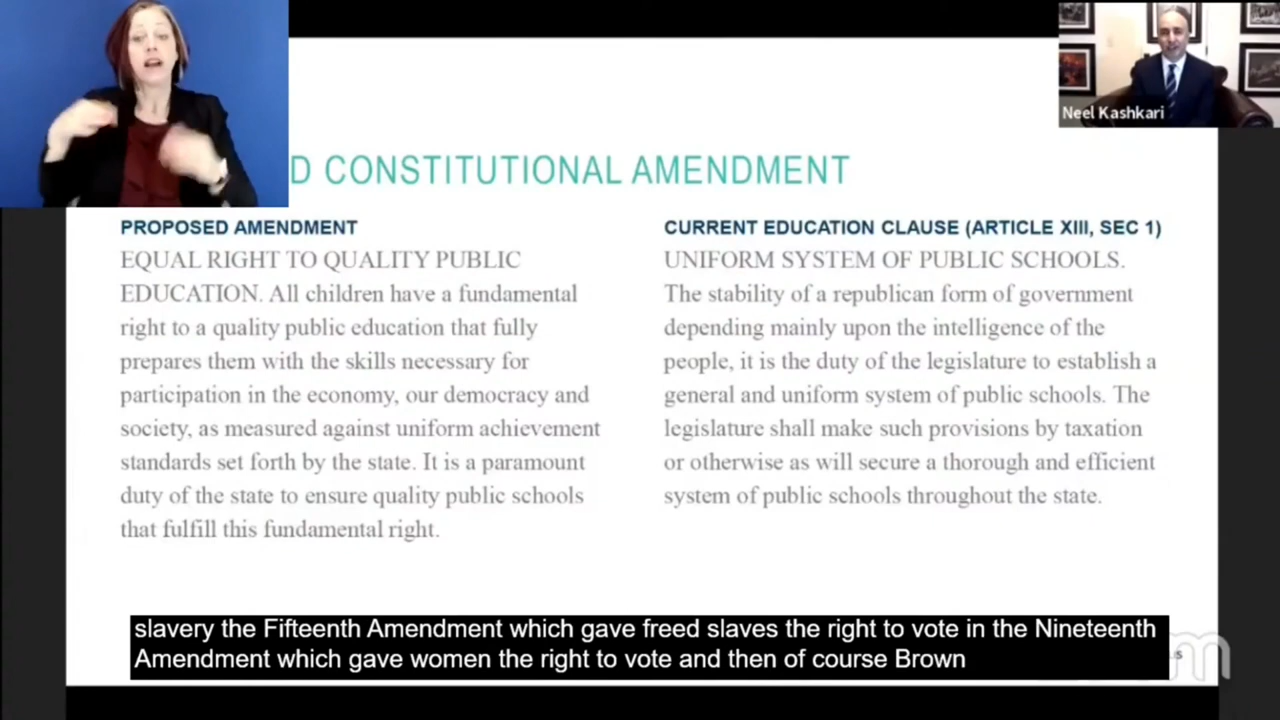 Neel Kashkari
D CONSTITUTIONAL AMENDMENT
PROPOSED AMENDMENT
EQUAL RIGHT TO QUALITY PUBLIC
EDUCATION. All children have a fundamental
right to a quality public education that fully
prepares them with the skills necessary for
participation in the economy, our democracy and
society, as measured against uniform achievement
standards set forth by the state. It is a paramount
duty of the state to ensure quality public schools
that fulfill this fundamental right.
CURRENT EDUCATION CLAUSE (ARTICLE XIII, SEC 1)
UNIFORM SYSTEM OF PUBLIC SCHOOLS.
The stability of a republican form of government
depending mainly upon the intelligence of the
people, it is the duty of the legislature to establish a
general and uniform system of public schools. The
legislature shall make such provisions by taxation
or otherwise as will secure a thorough and efficient
system of public schools throughout the state.
slavery the Fifteenth Amendment which gave freed slaves the right to vote in the Nineteenth
Amendment which gave women the right to vote and then of course Brown